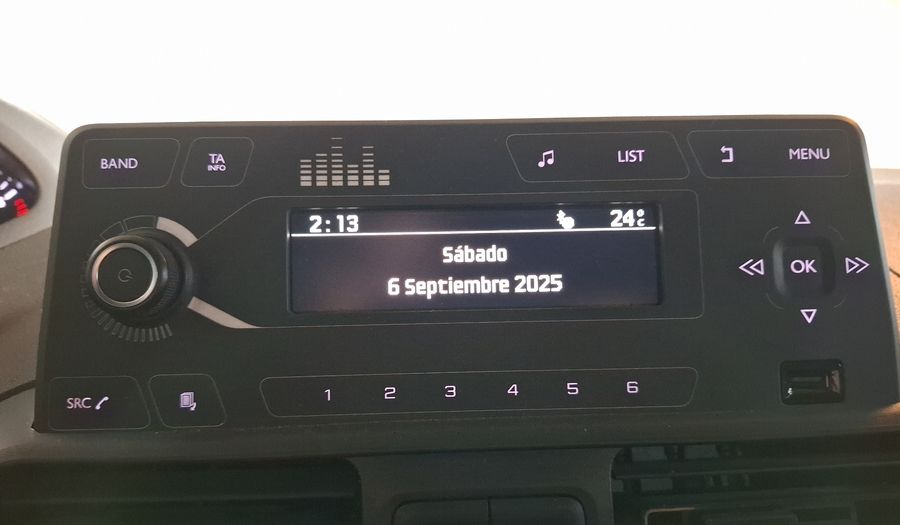 BAND
TA
INFO
LIST
MENU
2:13
24°C
Sábado
6 Septiembre 2025
OK
SRC
1 2 3 4 5 6